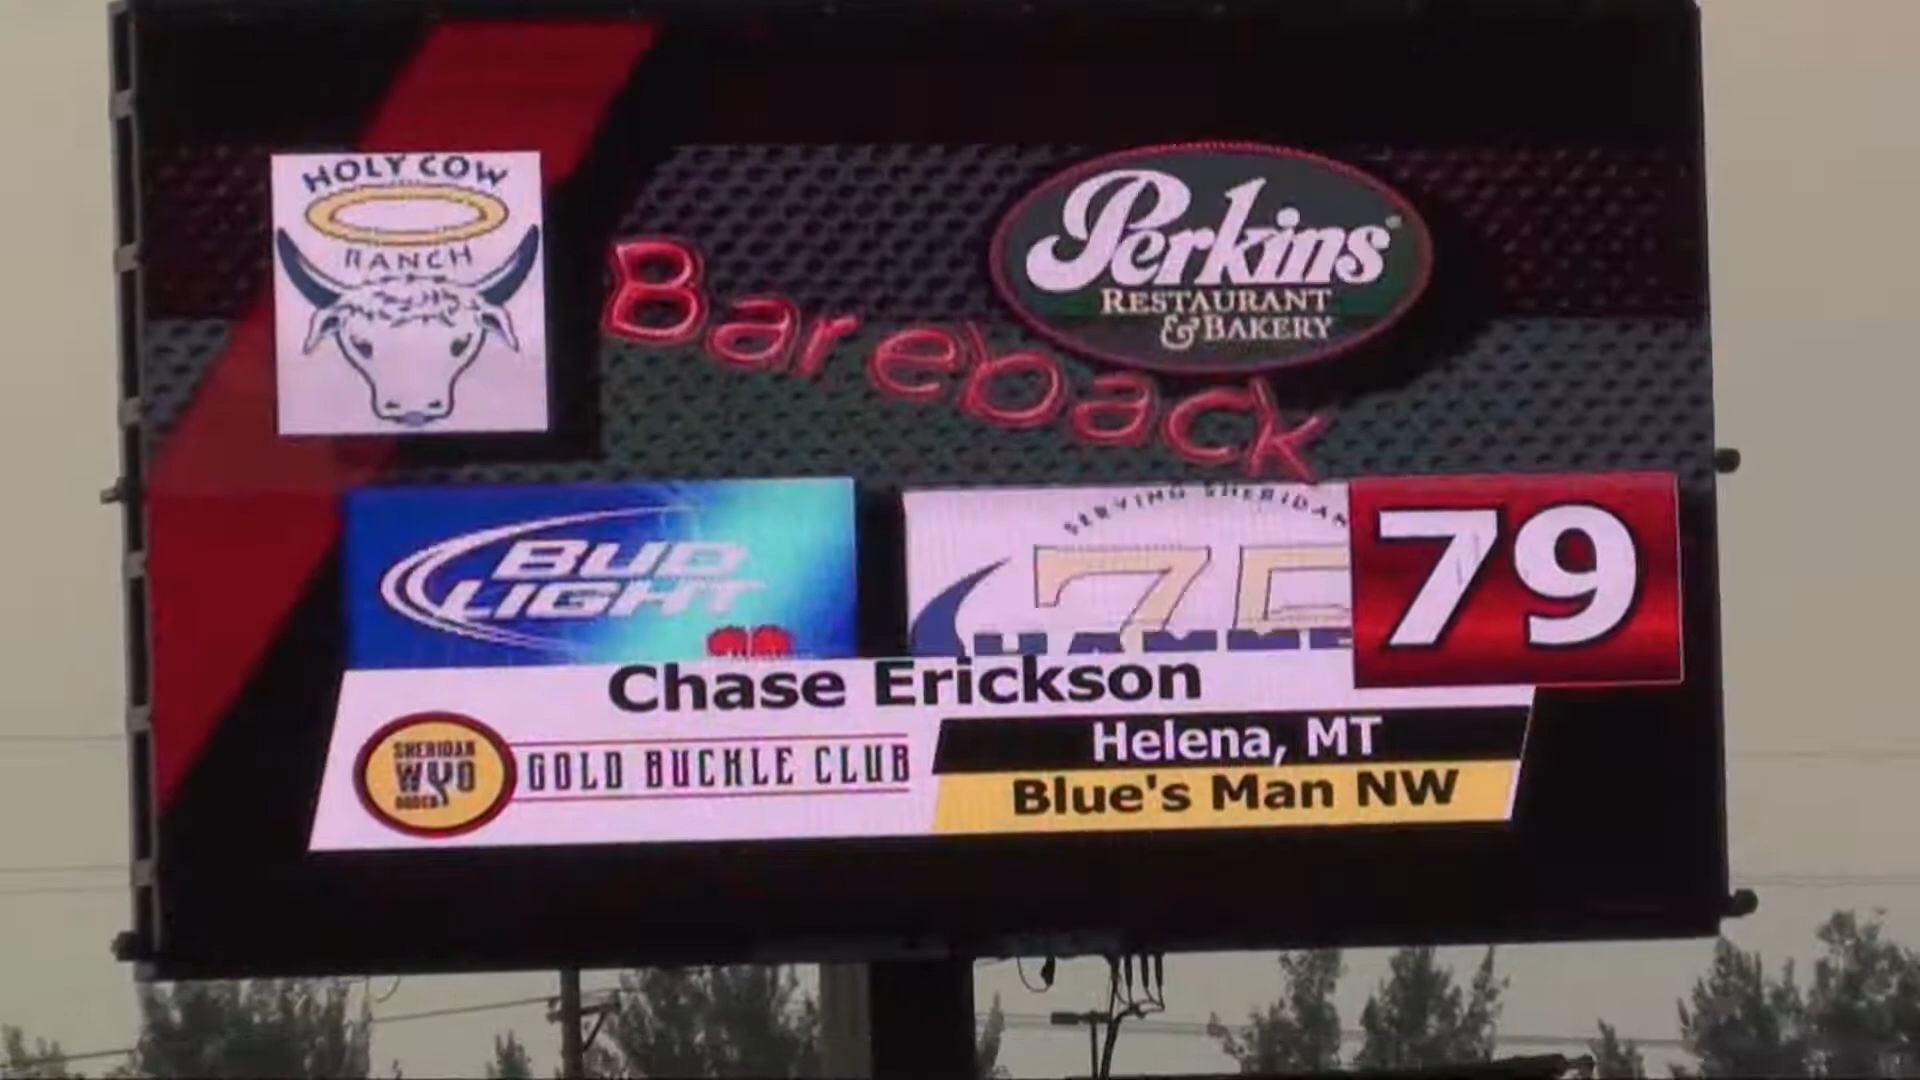 HOLY COW
RANCH
Bareback
Perkins®
RESTAURANT
& BAKERY
BUD
LIGHT
SERVING SHERIDAN
75
79
Chase Erickson
SHERIDAN
WYO
RODEO
GOLD BUCKLE CLUB
Helena, MT
Blue's Man NW